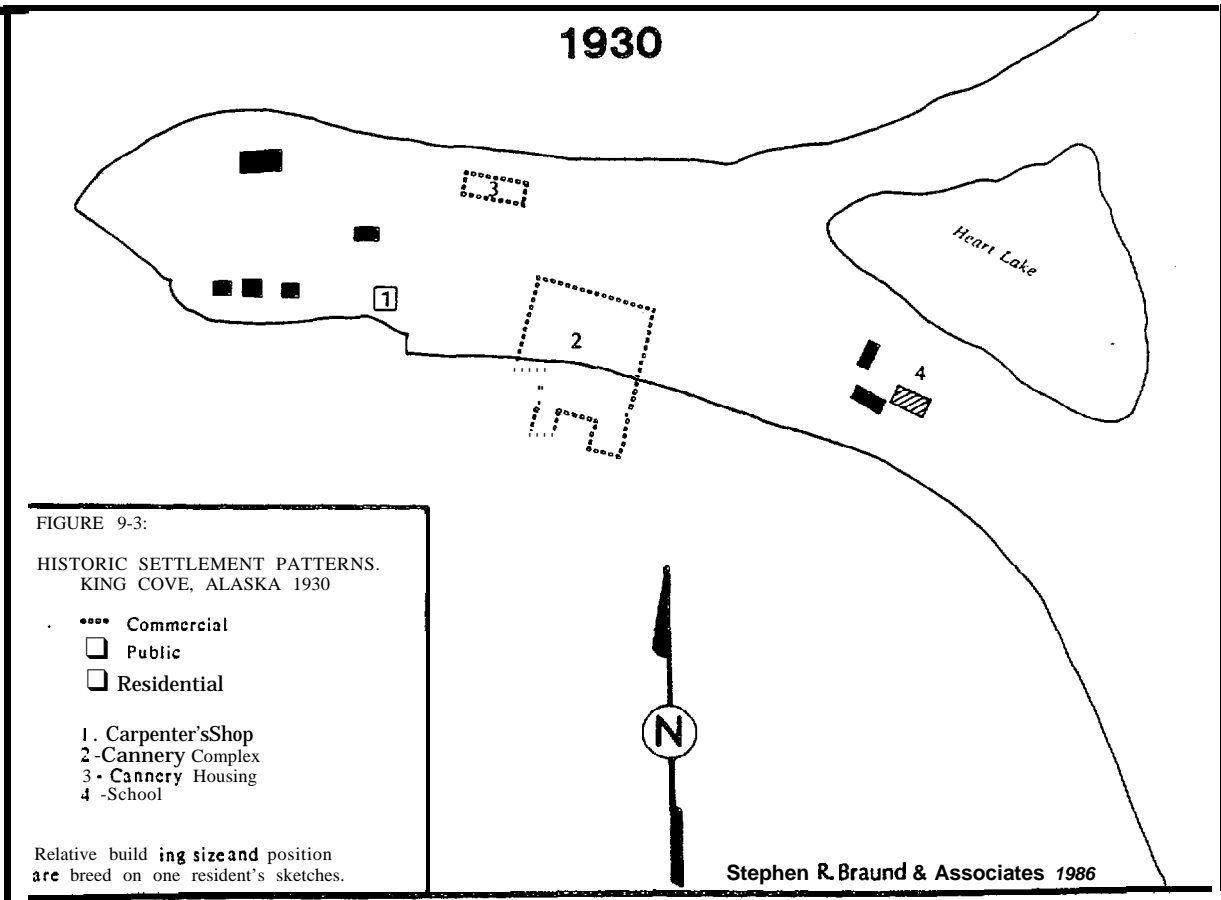 1930
3
Heart Lake
1
2
4
FIGURE 9-3:
HISTORIC SETTLEMENT PATTERNS.
KING COVE, ALASKA 1930
Commercial
Public
Residential
1. Carpenter'sShop
2 -Cannery Complex
3 - Cannery Housing
4 -School
Relative build ing sizeand position
are breed on one resident's sketches.
N
Stephen R. Braund & Associates 1986